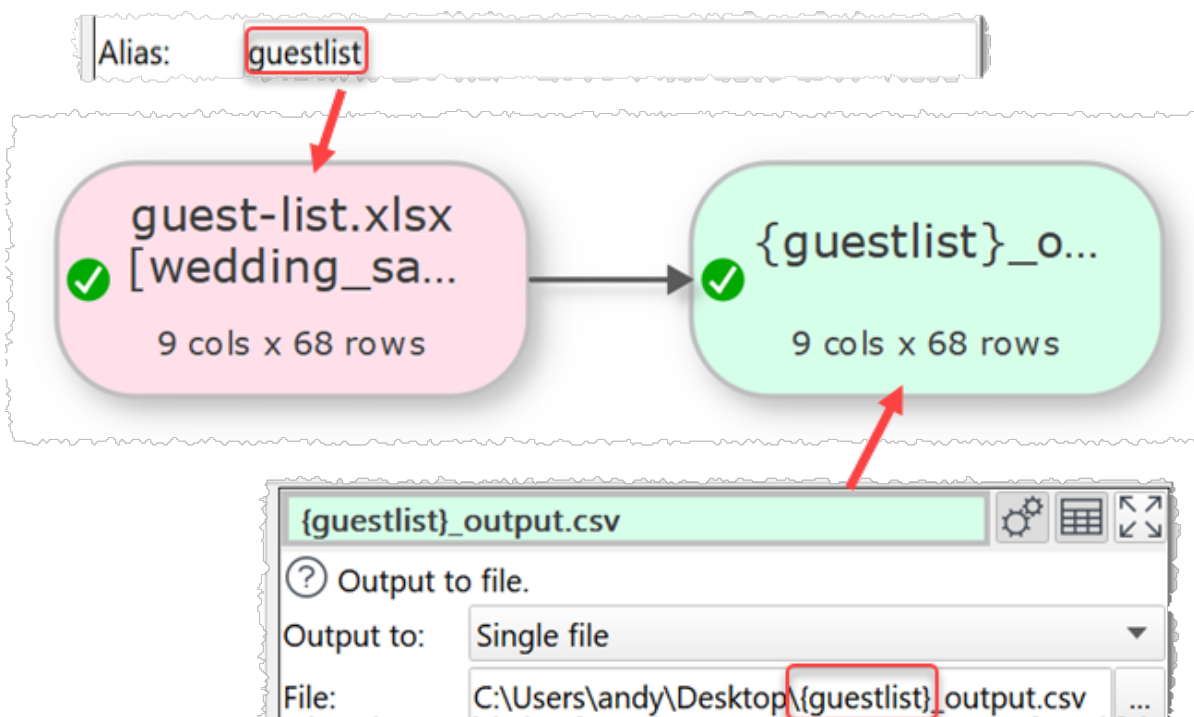 Alias: guestlist
guest-list.xlsx
[wedding_sa...
9 cols x 68 rows
{guestlist}_o...
9 cols x 68 rows
{guestlist}_output.csv
? Output to file.
Output to: Single file
File: C:\Users\andy\Desktop\{guestlist}_output.csv ...